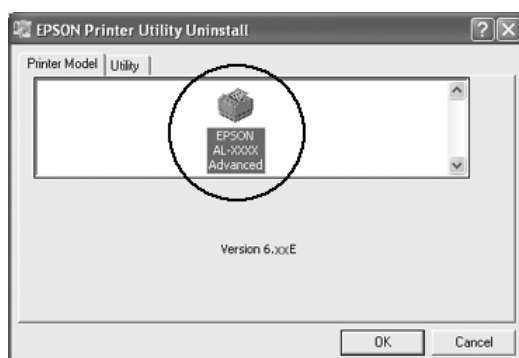 EPSON Printer Utility Uninstall
Printer Model
Utility
EPSON
AL-XXXX
Advanced
Version 6.xxE
OK
Cancel